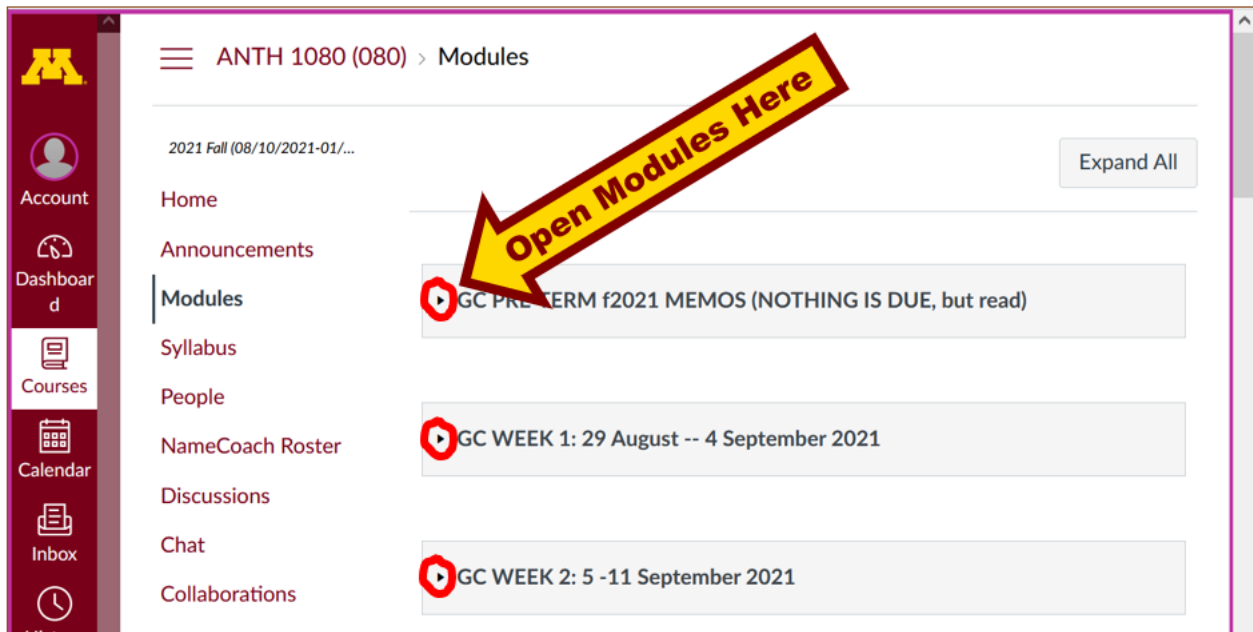 M
ANTH 1080 (080) > Modules
Open Modules Here
2021 Fall (08/10/2021-01/...
Expand All
Account
Dashboar
d
Courses
Calendar
Inbox
Home
Announcements
Modules
Syllabus
People
NameCoach Roster
Discussions
Chat
Collaborations
GC PRE-TERM f2021 MEMOS (NOTHING IS DUE, but read)
GC WEEK 1: 29 August -- 4 September 2021
GC WEEK 2: 5 -11 September 2021